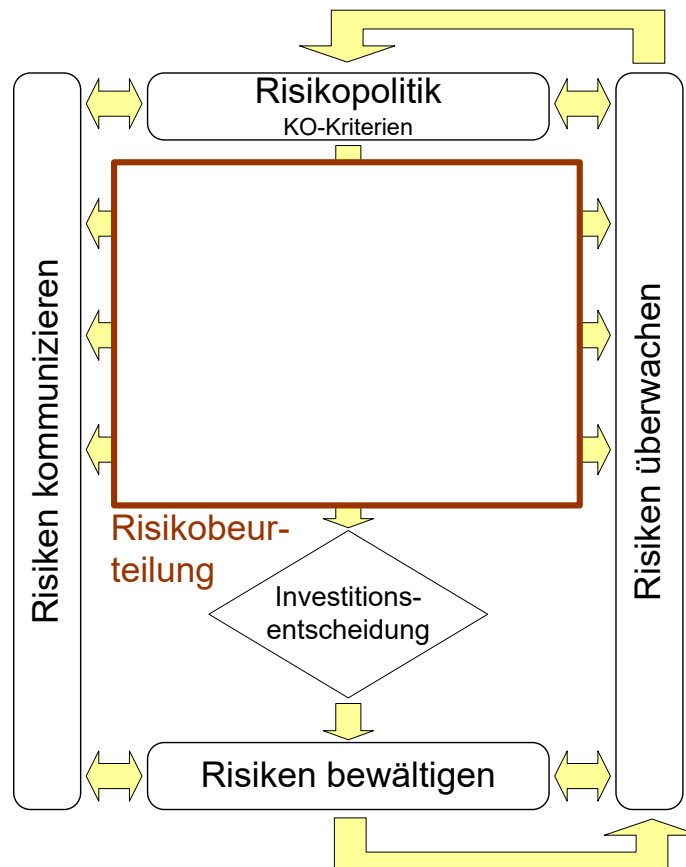 Risikopolitik
KO-Kriterien
Risiken kommunizieren
Risiken überwachen
Risikobeur-
teilung
Investitions-
entscheidung
Risiken bewältigen